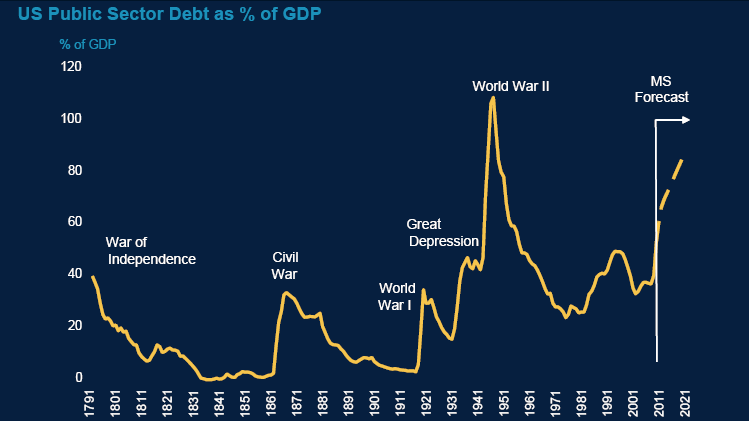 US Public Sector Debt as % of GDP
% of GDP
120
100
80
60
40
20
0
War of
Independence
Civil
War
World
War I
Great
Depression
World War II
MS
Forecast
1791
1801
1811
1821
1831
1841
1851
1861
1871
1881
1891
1901
1911
1921
1931
1941
1951
1961
1971
1981
1991
2001
2011
2021